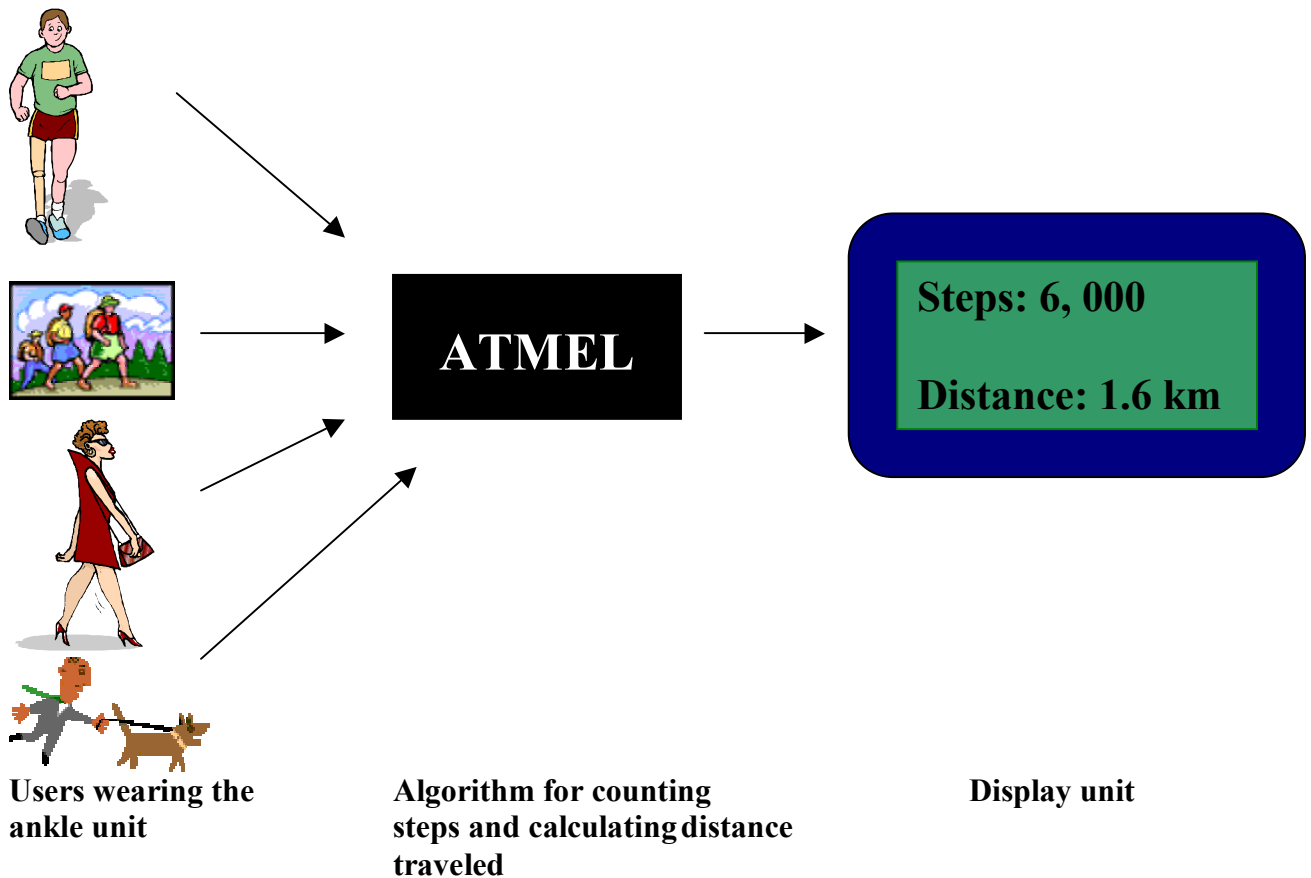 ATMEL
Steps: 6, 000
Distance: 1.6 km
Users wearing the
ankle unit
Algorithm for counting
steps and calculating distance
traveled
Display unit